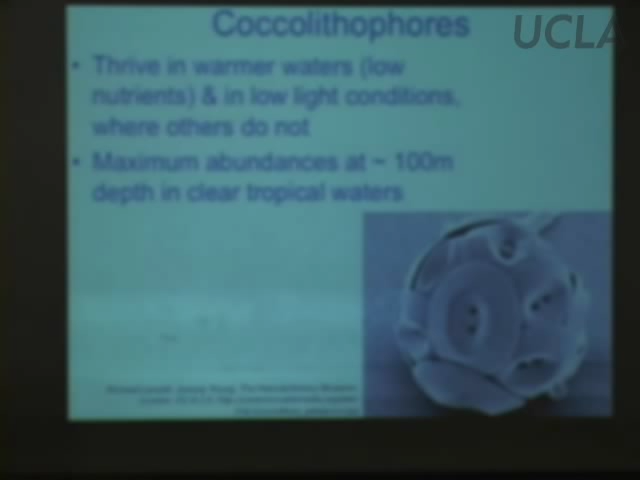 Coccolithophores
UCLA
• Thrive in warmer waters (low
nutrients) & in low light conditions,
where others do not
• Maximum abundances at ~ 100m
depth in clear tropical waters